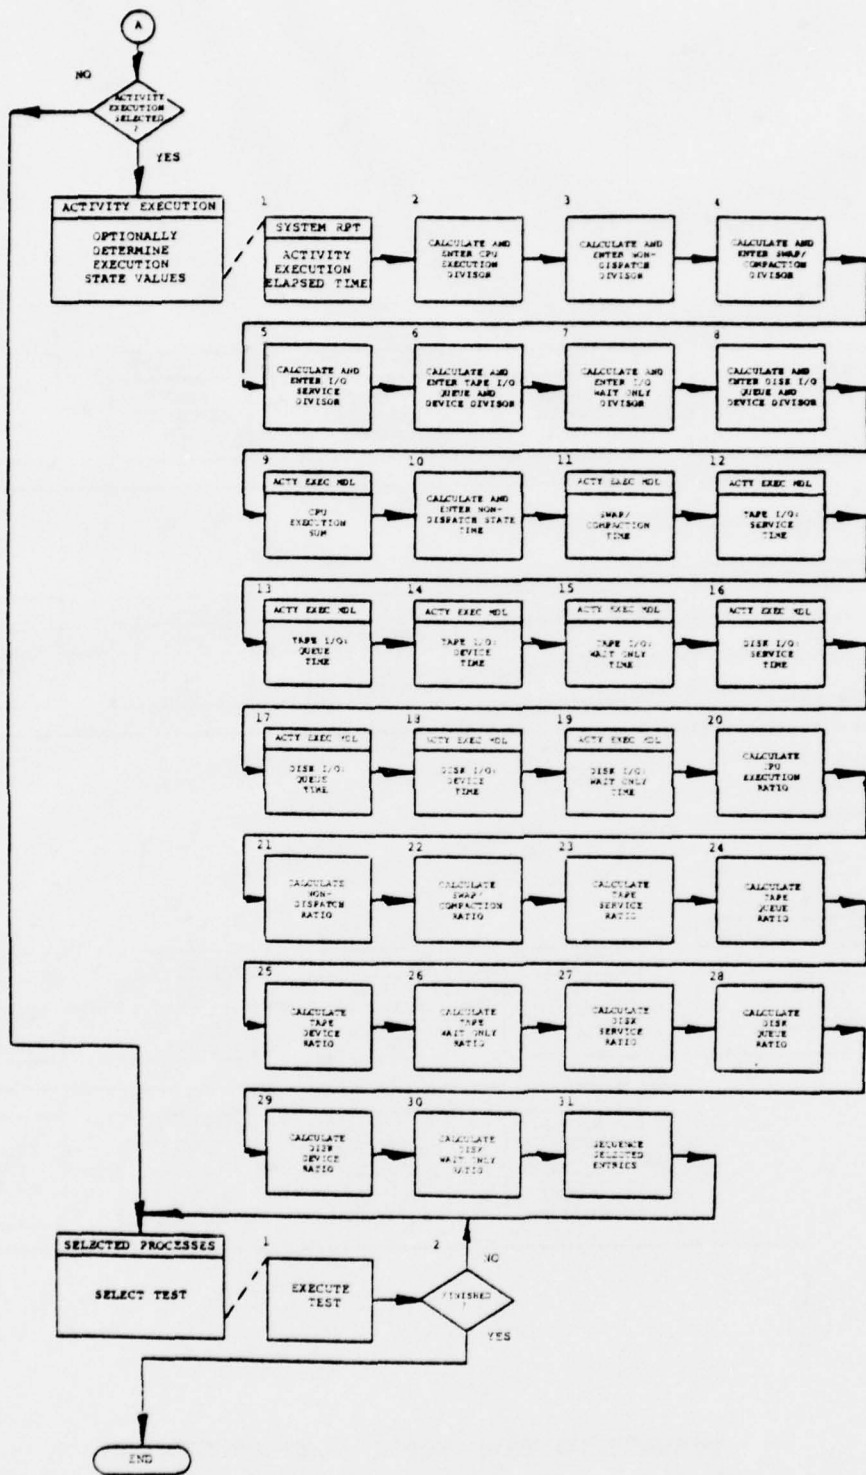 A
NO
ACTIVITY
EXECUTION
SELECTED
?
YES
ACTIVITY EXECUTION
OPTIONALLY
DETERMINE
EXECUTION
STATE VALUES
1
SYSTEM RPT
ACTIVITY
EXECUTION
ELAPSED TIME
2
CALCULATE AND
ENTER CPU
EXECUTION
DIVISOR
3
CALCULATE AND
ENTER NON-
DISPATCH
DIVISOR
4
CALCULATE AND
ENTER SWAP/
COMPACTION
DIVISOR
5
CALCULATE AND
ENTER I/O
SERVICE
DIVISOR
6
CALCULATE AND
ENTER TAPE I/O
QUEUE AND
DEVICE DIVISOR
7
CALCULATE AND
ENTER I/O
WAIT ONLY
DIVISOR
8
CALCULATE AND
ENTER DISK I/O
QUEUE AND
DEVICE DIVISOR
9
ACTY EXEC MDL
CPU
EXECUTION
SUM
10
CALCULATE AND
ENTER NON-
DISPATCH STATE
TIME
11
ACTY EXEC MDL
SWAP/
COMPACTION
TIME
12
ACTY EXEC MDL
TAPE I/O:
SERVICE
TIME
13
ACTY EXEC MDL
TAPE I/O:
QUEUE
TIME
14
ACTY EXEC MDL
TAPE I/O:
DEVICE
TIME
15
ACTY EXEC MDL
TAPE I/O:
WAIT ONLY
TIME
16
ACTY EXEC MDL
DISK I/O:
SERVICE
TIME
17
ACTY EXEC MDL
DISK I/O:
QUEUE
TIME
18
ACTY EXEC MDL
DISK I/O:
DEVICE
TIME
19
ACTY EXEC MDL
DISK I/O:
WAIT ONLY
TIME
20
CALCULATE
CPU
EXECUTION
RATIO
21
CALCULATE
NON-
DISPATCH
RATIO
22
CALCULATE
SWAP/
COMPACTION
RATIO
23
CALCULATE
TAPE
SERVICE
RATIO
24
CALCULATE
TAPE
QUEUE
RATIO
25
CALCULATE
TAPE
DEVICE
RATIO
26
CALCULATE
TAPE
WAIT ONLY
RATIO
27
CALCULATE
DISK
SERVICE
RATIO
28
CALCULATE
DISK
QUEUE
RATIO
29
CALCULATE
DISK
DEVICE
RATIO
30
CALCULATE
DISK
WAIT ONLY
RATIO
31
SEQUENCE
SELECTED
ENTRIES
SELECTED PROCESSES
SELECT TEST
1
EXECUTE
TEST
2
NO
FINISHED
?
YES
END